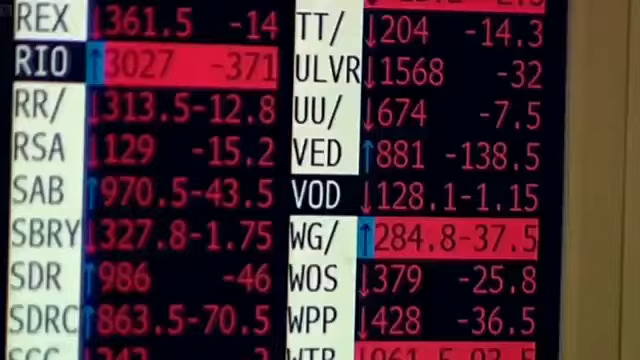 REX ↓361.5 -14
RIO ↑3027 -371
RR/ ↓313.5-12.8
RSA ↓129 -15.2
SAB ↑970.5-43.5
SBRY↓327.8-1.75
SDR ↑986 -46
SDRC↑863.5-70.5
TT/ ↓204 -14.3
ULVR↓1568 -32
UU/ ↓674 -7.5
VED ↑881 -138.5
VOD ↓128.1-1.15
WG/ ↑284.8-37.5
WOS ↓379 -25.8
WPP ↓428 -36.5